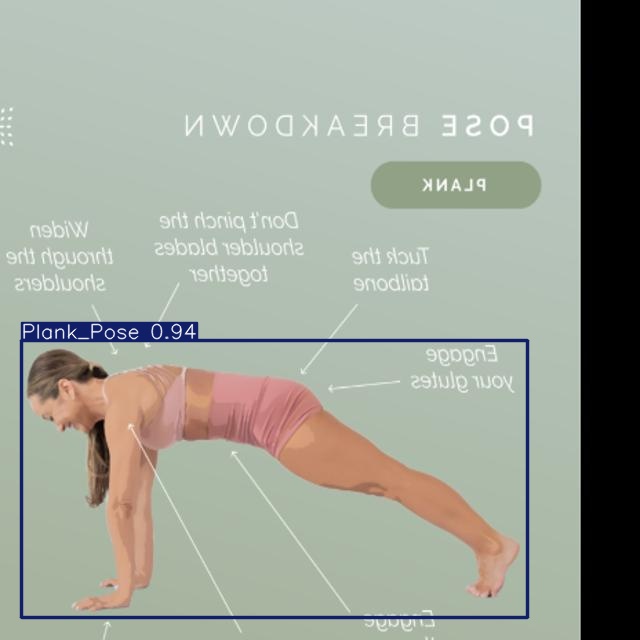 POSE BREAKDOWN
PLANK
Widen
through the
shoulders
Don't pinch the
shoulder blades
together
Tuck the
tailbone
Plank_Pose 0.94
Engage
your glutes
Engage